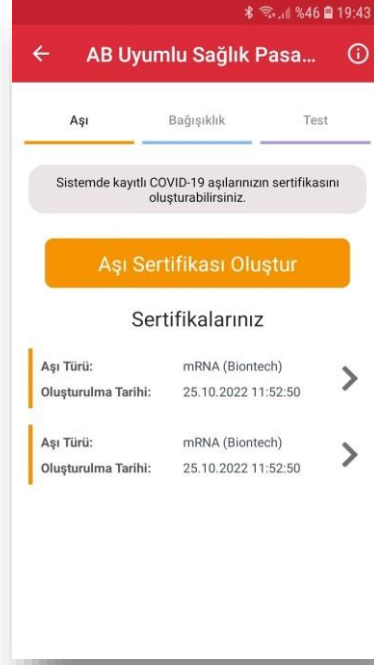 %46 19:43
AB Uyumlu Sağlık Pasa...
Aşı Bağışıklık Test
Sistemde kayıtlı COVID-19 aşılarınızın sertifikasını
oluşturabilirsiniz.
Aşı Sertifikası Oluştur
Sertifikalarınız
Aşı Türü: mRNA (Biontech)
Oluşturulma Tarihi: 25.10.2022 11:52:50
Aşı Türü: mRNA (Biontech)
Oluşturulma Tarihi: 25.10.2022 11:52:50